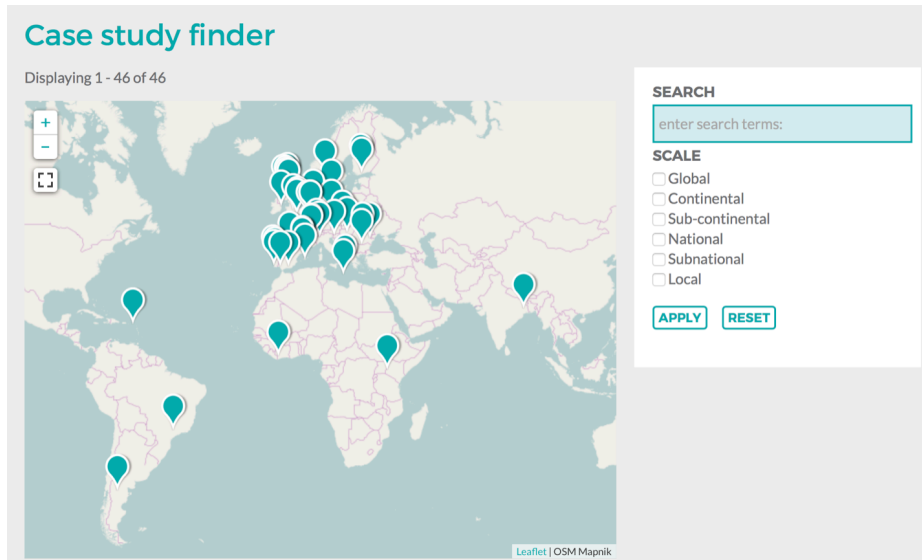 Case study finder
Displaying 1 - 46 of 46
+
−
Leaflet | OSM Mapnik
SEARCH
enter search terms:
SCALE
Global
Continental
Sub-continental
National
Subnational
Local
APPLY RESET